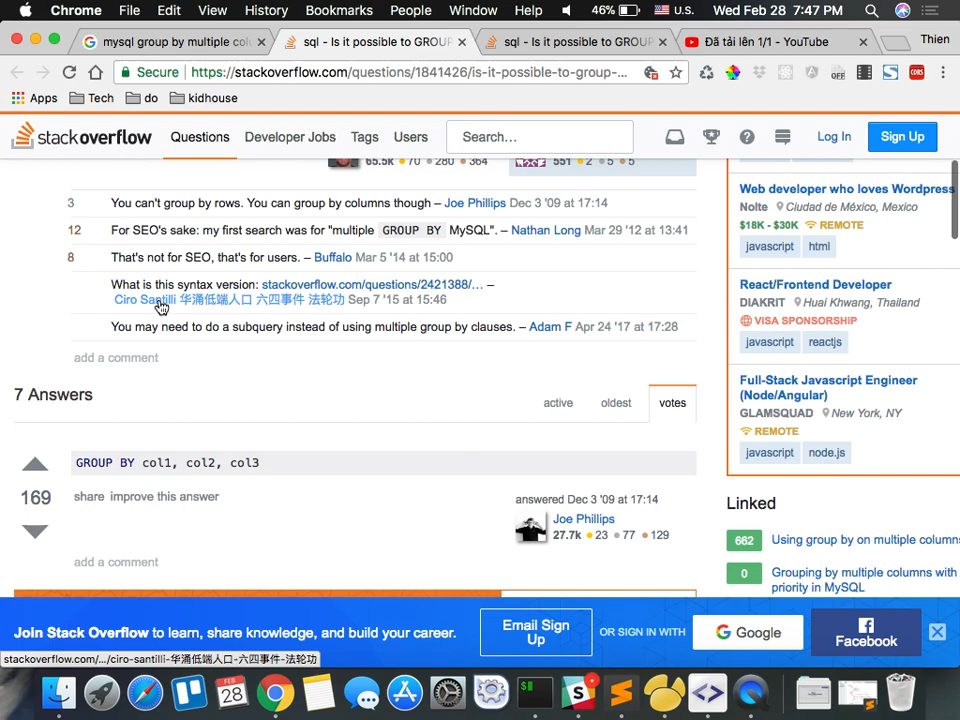 Chrome File Edit View History Bookmarks People Window Help 46% U.S. Wed Feb 28 7:47 PM
mysql group by multiple colu
sql - Is it possible to GROUP
sql - Is it possible to GROUP
Đã tải lên 1/1 - YouTube
Thien
Secure https://stackoverflow.com/questions/1841426/is-it-possible-to-group-...
OFF
CORS
Apps Tech do kidhouse
stackoverflow Questions Developer Jobs Tags Users Search... Log In Sign Up
65.5k 70 280 364
551 2 5 5
3 You can't group by rows. You can group by columns though – Joe Phillips Dec 3 '09 at 17:14
12 For SEO's sake: my first search was for "multiple GROUP BY MySQL". – Nathan Long Mar 29 '12 at 13:41
8 That's not for SEO, that's for users. – Buffalo Mar 5 '14 at 15:00
What is this syntax version: stackoverflow.com/questions/2421388/... –
Ciro Santilli 华涌低端人口 六四事件 法轮功 Sep 7 '15 at 15:46
You may need to do a subquery instead of using multiple group by clauses. – Adam F Apr 24 '17 at 17:28
add a comment
7 Answers
active oldest votes
GROUP BY col1, col2, col3
169
share improve this answer
answered Dec 3 '09 at 17:14
Joe Phillips
27.7k 23 77 129
add a comment
Web developer who loves Wordpress
Nolte Ciudad de México, Mexico
$18K - $30K REMOTE
javascript html
React/Frontend Developer
DIAKRIT Huai Khwang, Thailand
VISA SPONSORSHIP
javascript reactjs
Full-Stack Javascript Engineer
(Node/Angular)
GLAMSQUAD New York, NY
REMOTE
javascript node.js
Linked
662 Using group by on multiple columns
0 Grouping by multiple columns with
priority in MySQL
Join Stack Overflow to learn, share knowledge, and build your career.
Email Sign
Up
OR SIGN IN WITH
Google
Facebook
stackoverflow.com/.../ciro-santilli-华涌低端人口-六四事件-法轮功
FEB
28